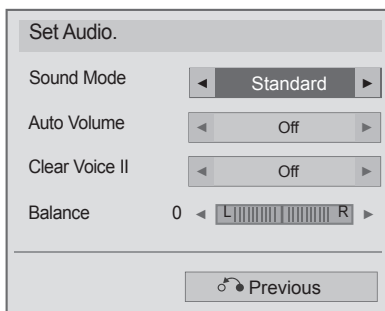 Set Audio.
Sound Mode ◄ Standard ►
Auto Volume ◄ Off ►
Clear Voice II ◄ Off ►
Balance 0 ◄ L R ►
Previous